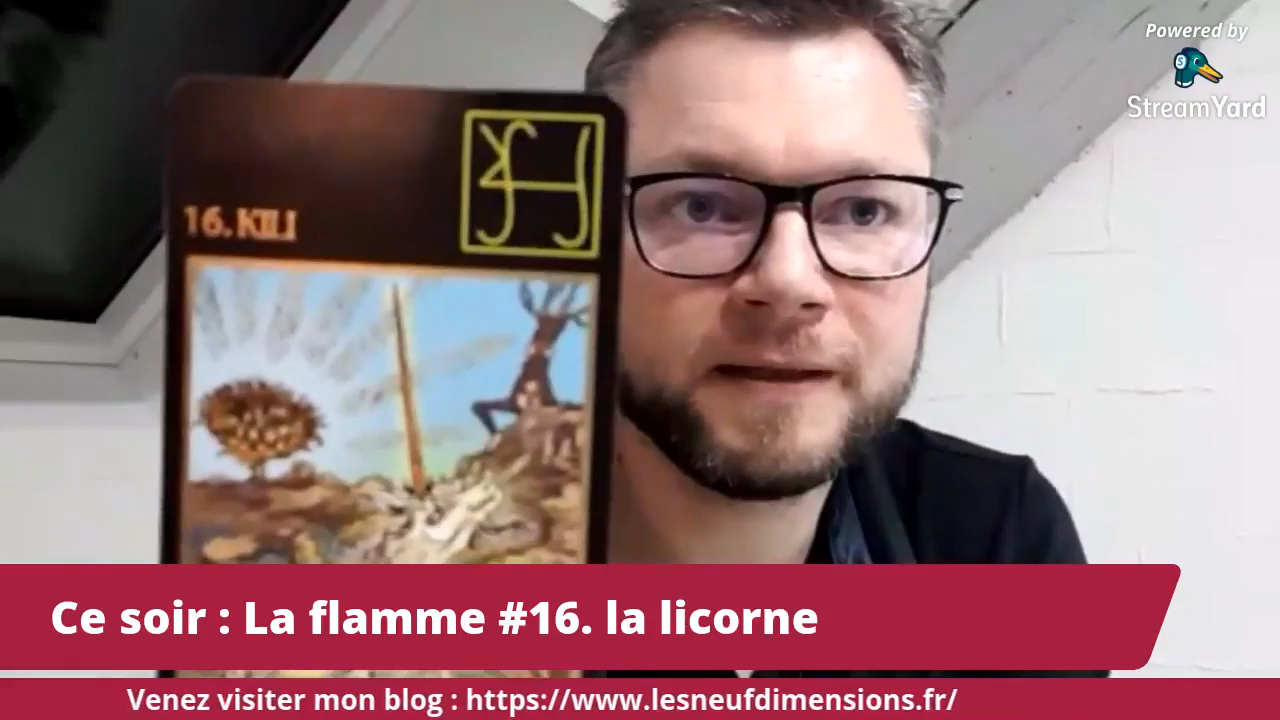 Powered by
StreamYard
16. KILI
Ce soir : La flamme #16. la licorne
Venez visiter mon blog : https://www.lesneufdimensions.fr/